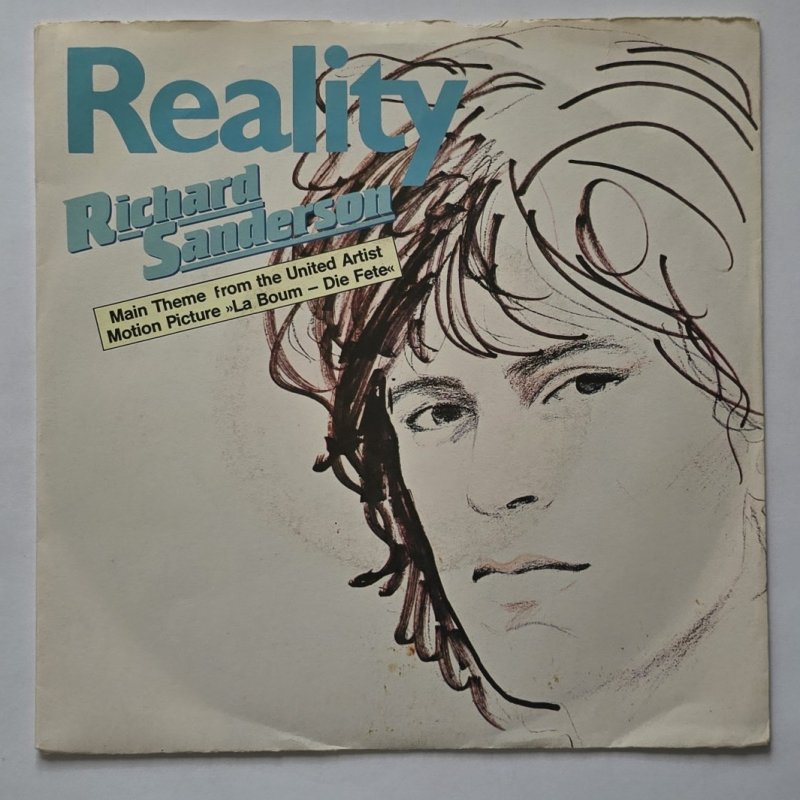 Reality
Richard
Sanderson
Main Theme from the United Artist
Motion Picture »La Boum – Die Fete«